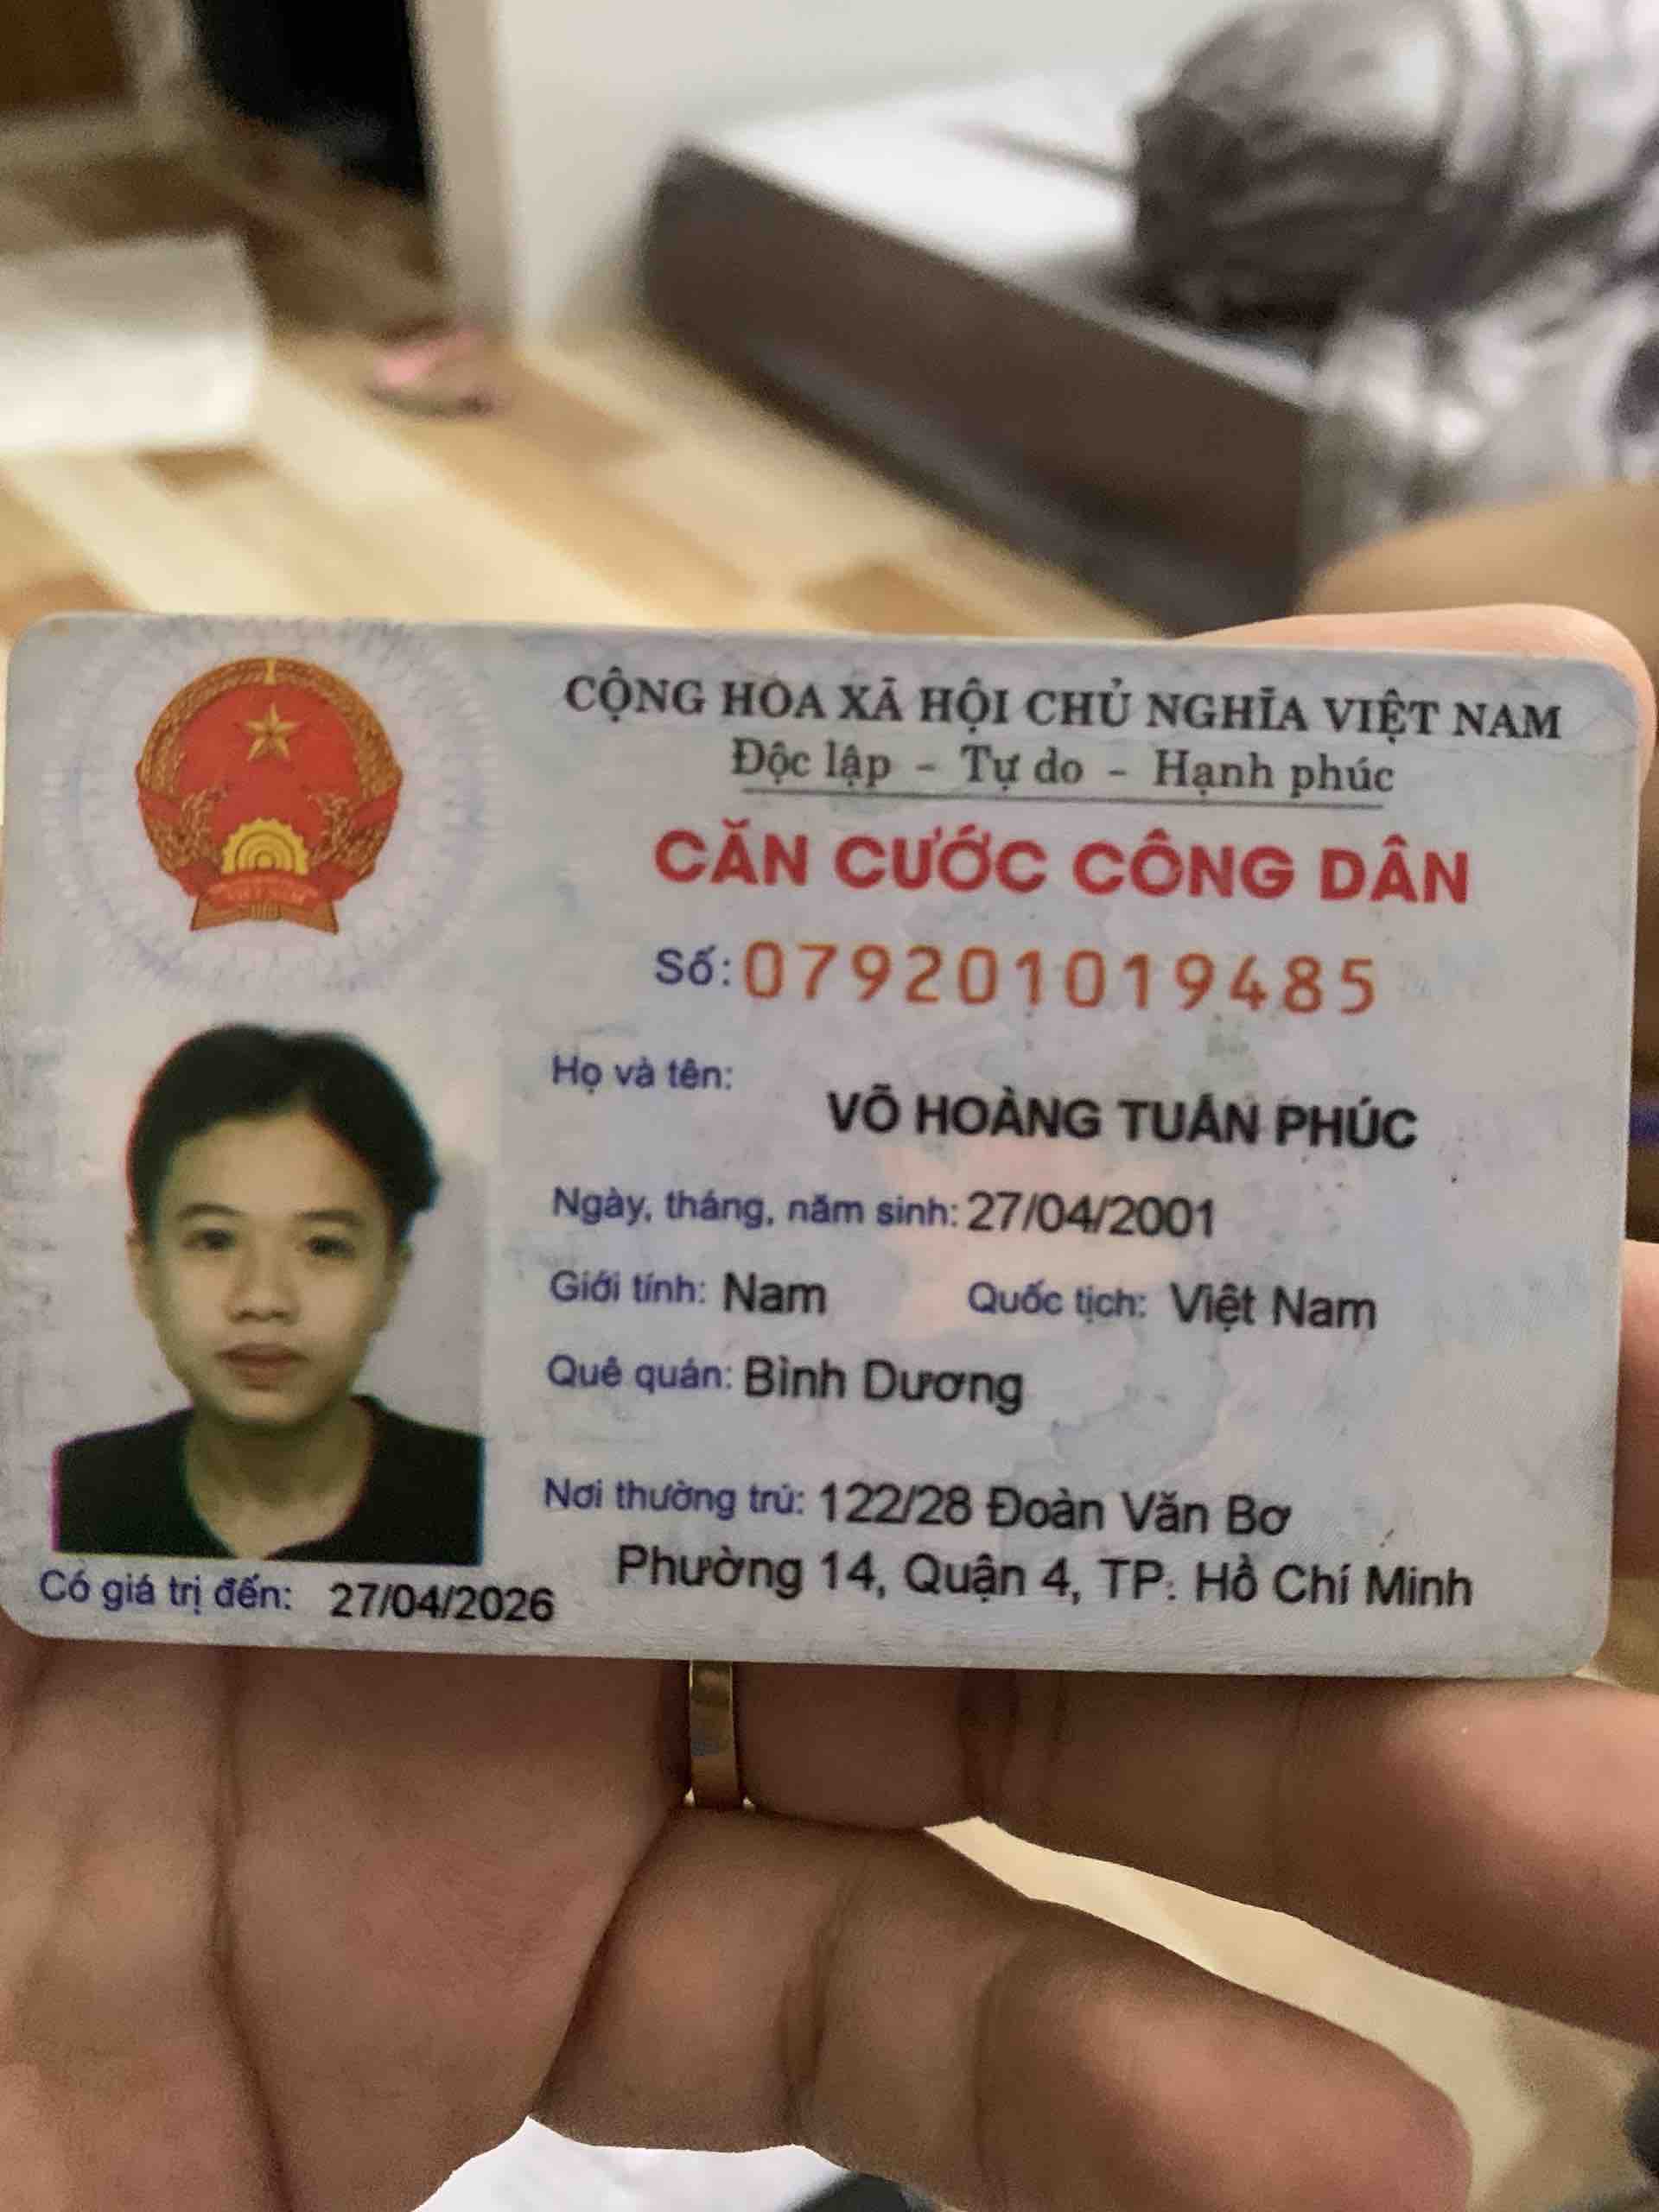 CỘNG HÒA XÃ HỘI CHỦ NGHĨA VIỆT NAM
Độc lập - Tự do - Hạnh phúc
CĂN CƯỚC CÔNG DÂN
Số: 079201019485
Họ và tên:
VÕ HOÀNG TUẤN PHÚC
Ngày, tháng, năm sinh: 27/04/2001
Giới tính: Nam Quốc tịch: Việt Nam
Quê quán: Bình Dương
Nơi thường trú: 122/28 Đoàn Văn Bơ
Phường 14, Quận 4, TP. Hồ Chí Minh
Có giá trị đến: 27/04/2026